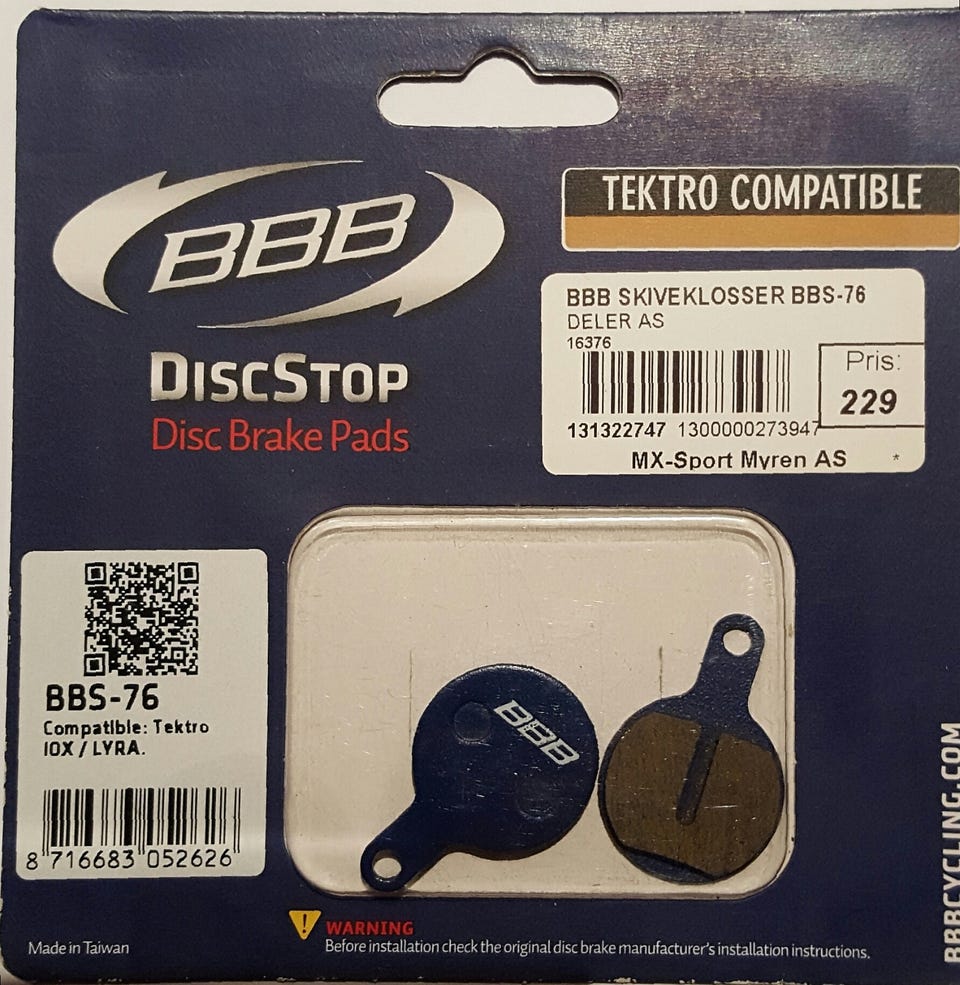 BBB
DISCSTOP
Disc Brake Pads
TEKTRO COMPATIBLE
BBB SKIVEKLOSSER BBS-76
DELER AS
16376
Pris:
229
131322747 1300000273947
MX-Sport Myren AS *
BBS-76
Compatible: Tektro
IOX / LYRA.
8 716683 052626
BBB
WARNING
Before installation check the original disc brake manufacturer's installation instructions.
Made in Taiwan
BBBCYCLING.COM